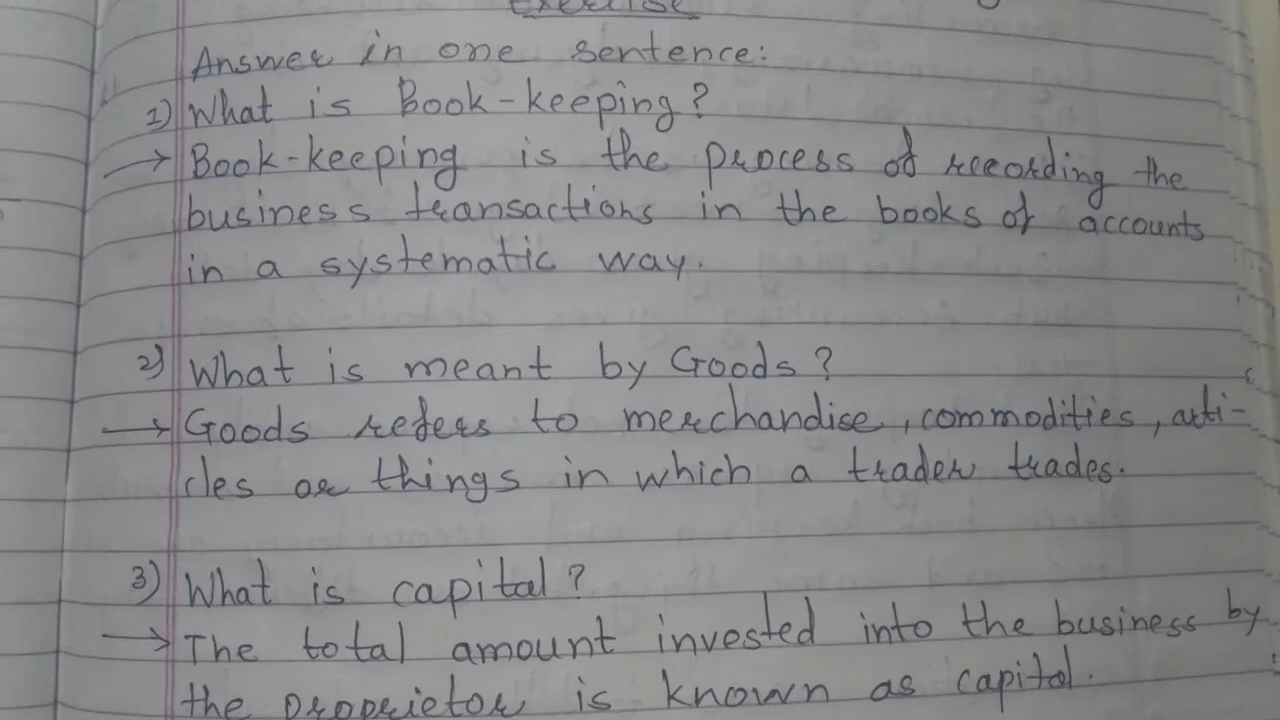 Exercise
Answer in one sentence:
1) What is Book-keeping?
→ Book-keeping is the process of recording the
business transactions in the books of accounts
in a systematic way.
2) What is meant by Goods?
→ Goods refers to merchandise, commodities, arti-
cles or things in which a trader trades.
3) What is capital?
→ The total amount invested into the business by
the proprietor is known as capital.